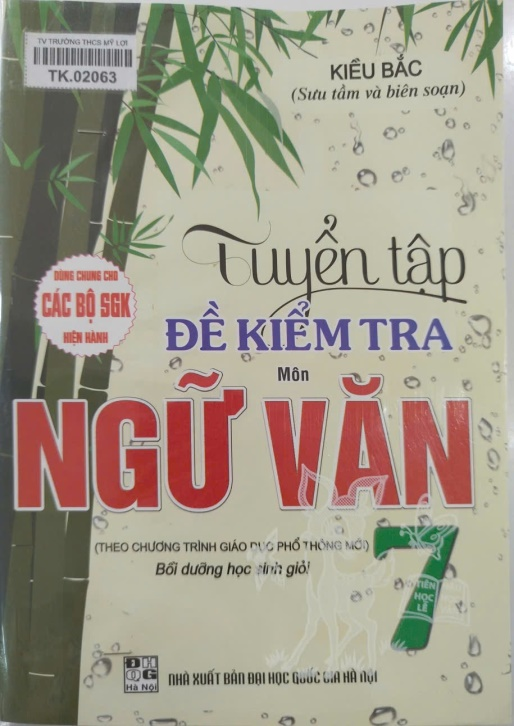 TV TRƯỜNG THCS MỸ LỢI
TK.02063
KIỀU BẮC
(Sưu tầm và biên soạn)
Tuyển tập
DÙNG CHUNG CHO
CÁC BỘ SGK
HIỆN HÀNH
ĐỀ KIỂM TRA
Môn
NGỮ VĂN
7
(THEO CHƯƠNG TRÌNH GIÁO DỤC PHỔ THÔNG MỚI)
Bồi dưỡng học sinh giỏi
TIÊN
HỌC
LỄ
ĐH
QG
Hà Nội
NHÀ XUẤT BẢN ĐẠI HỌC QUỐC GIA HÀ NỘI